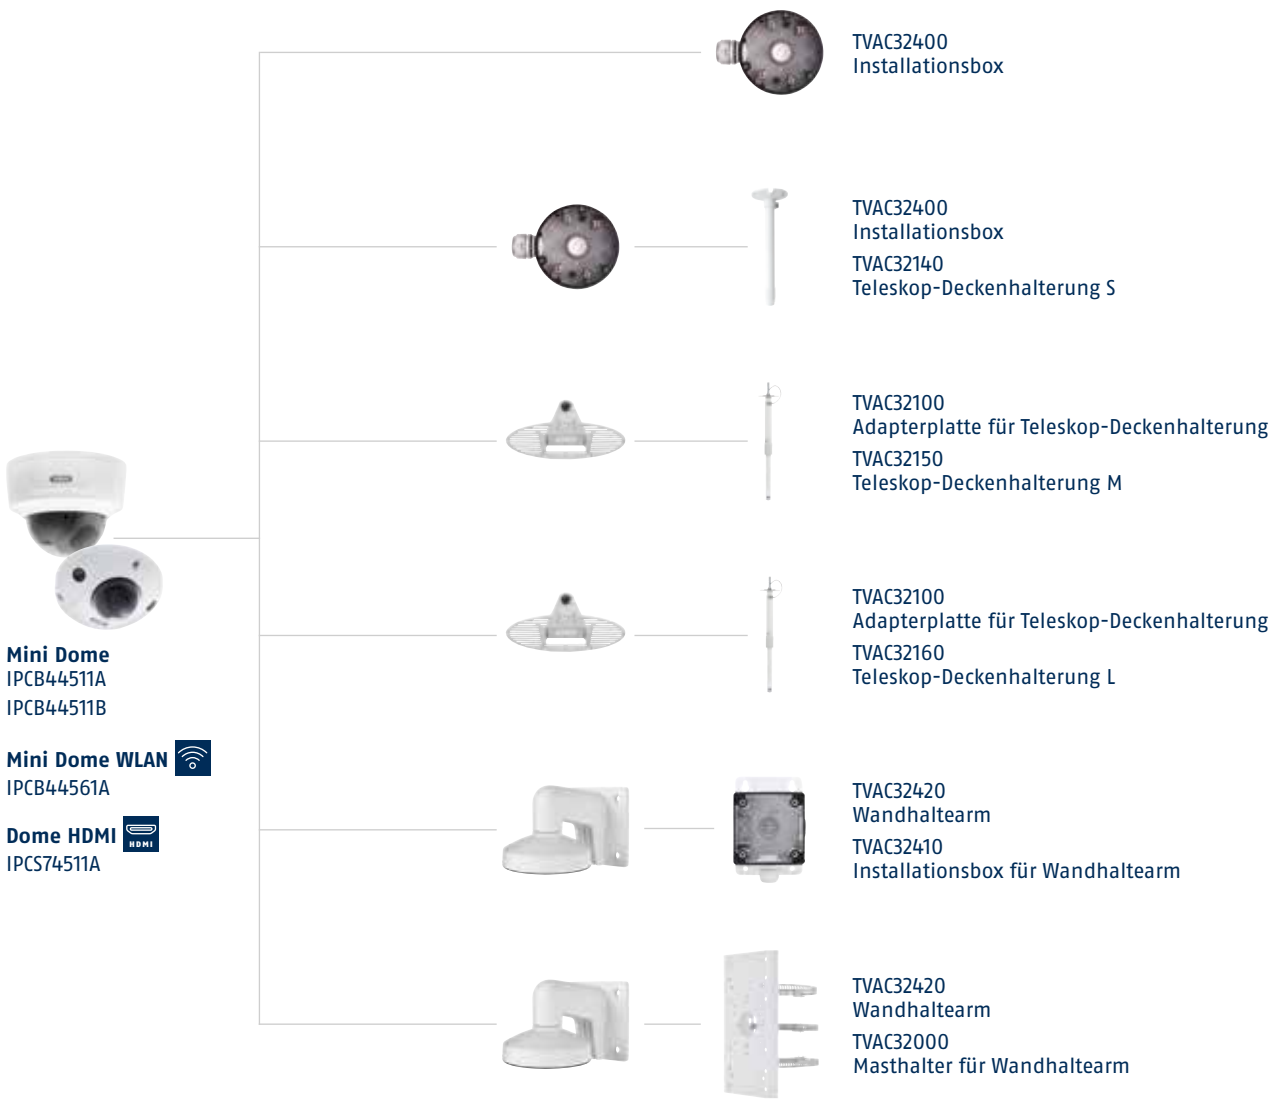 TVAC32400
Installationsbox
TVAC32400
Installationsbox
TVAC32140
Teleskop-Deckenhalterung S
TVAC32100
Adapterplatte für Teleskop-Deckenhalterung
TVAC32150
Teleskop-Deckenhalterung M
TVAC32100
Adapterplatte für Teleskop-Deckenhalterung
TVAC32160
Teleskop-Deckenhalterung L
Mini Dome
IPCB44511A
IPCB44511B
Mini Dome WLAN
IPCB44561A
Dome HDMI
HDMI
IPCS74511A
TVAC32420
Wandhaltearm
TVAC32410
Installationsbox für Wandhaltearm
TVAC32420
Wandhaltearm
TVAC32000
Masthalter für Wandhaltearm